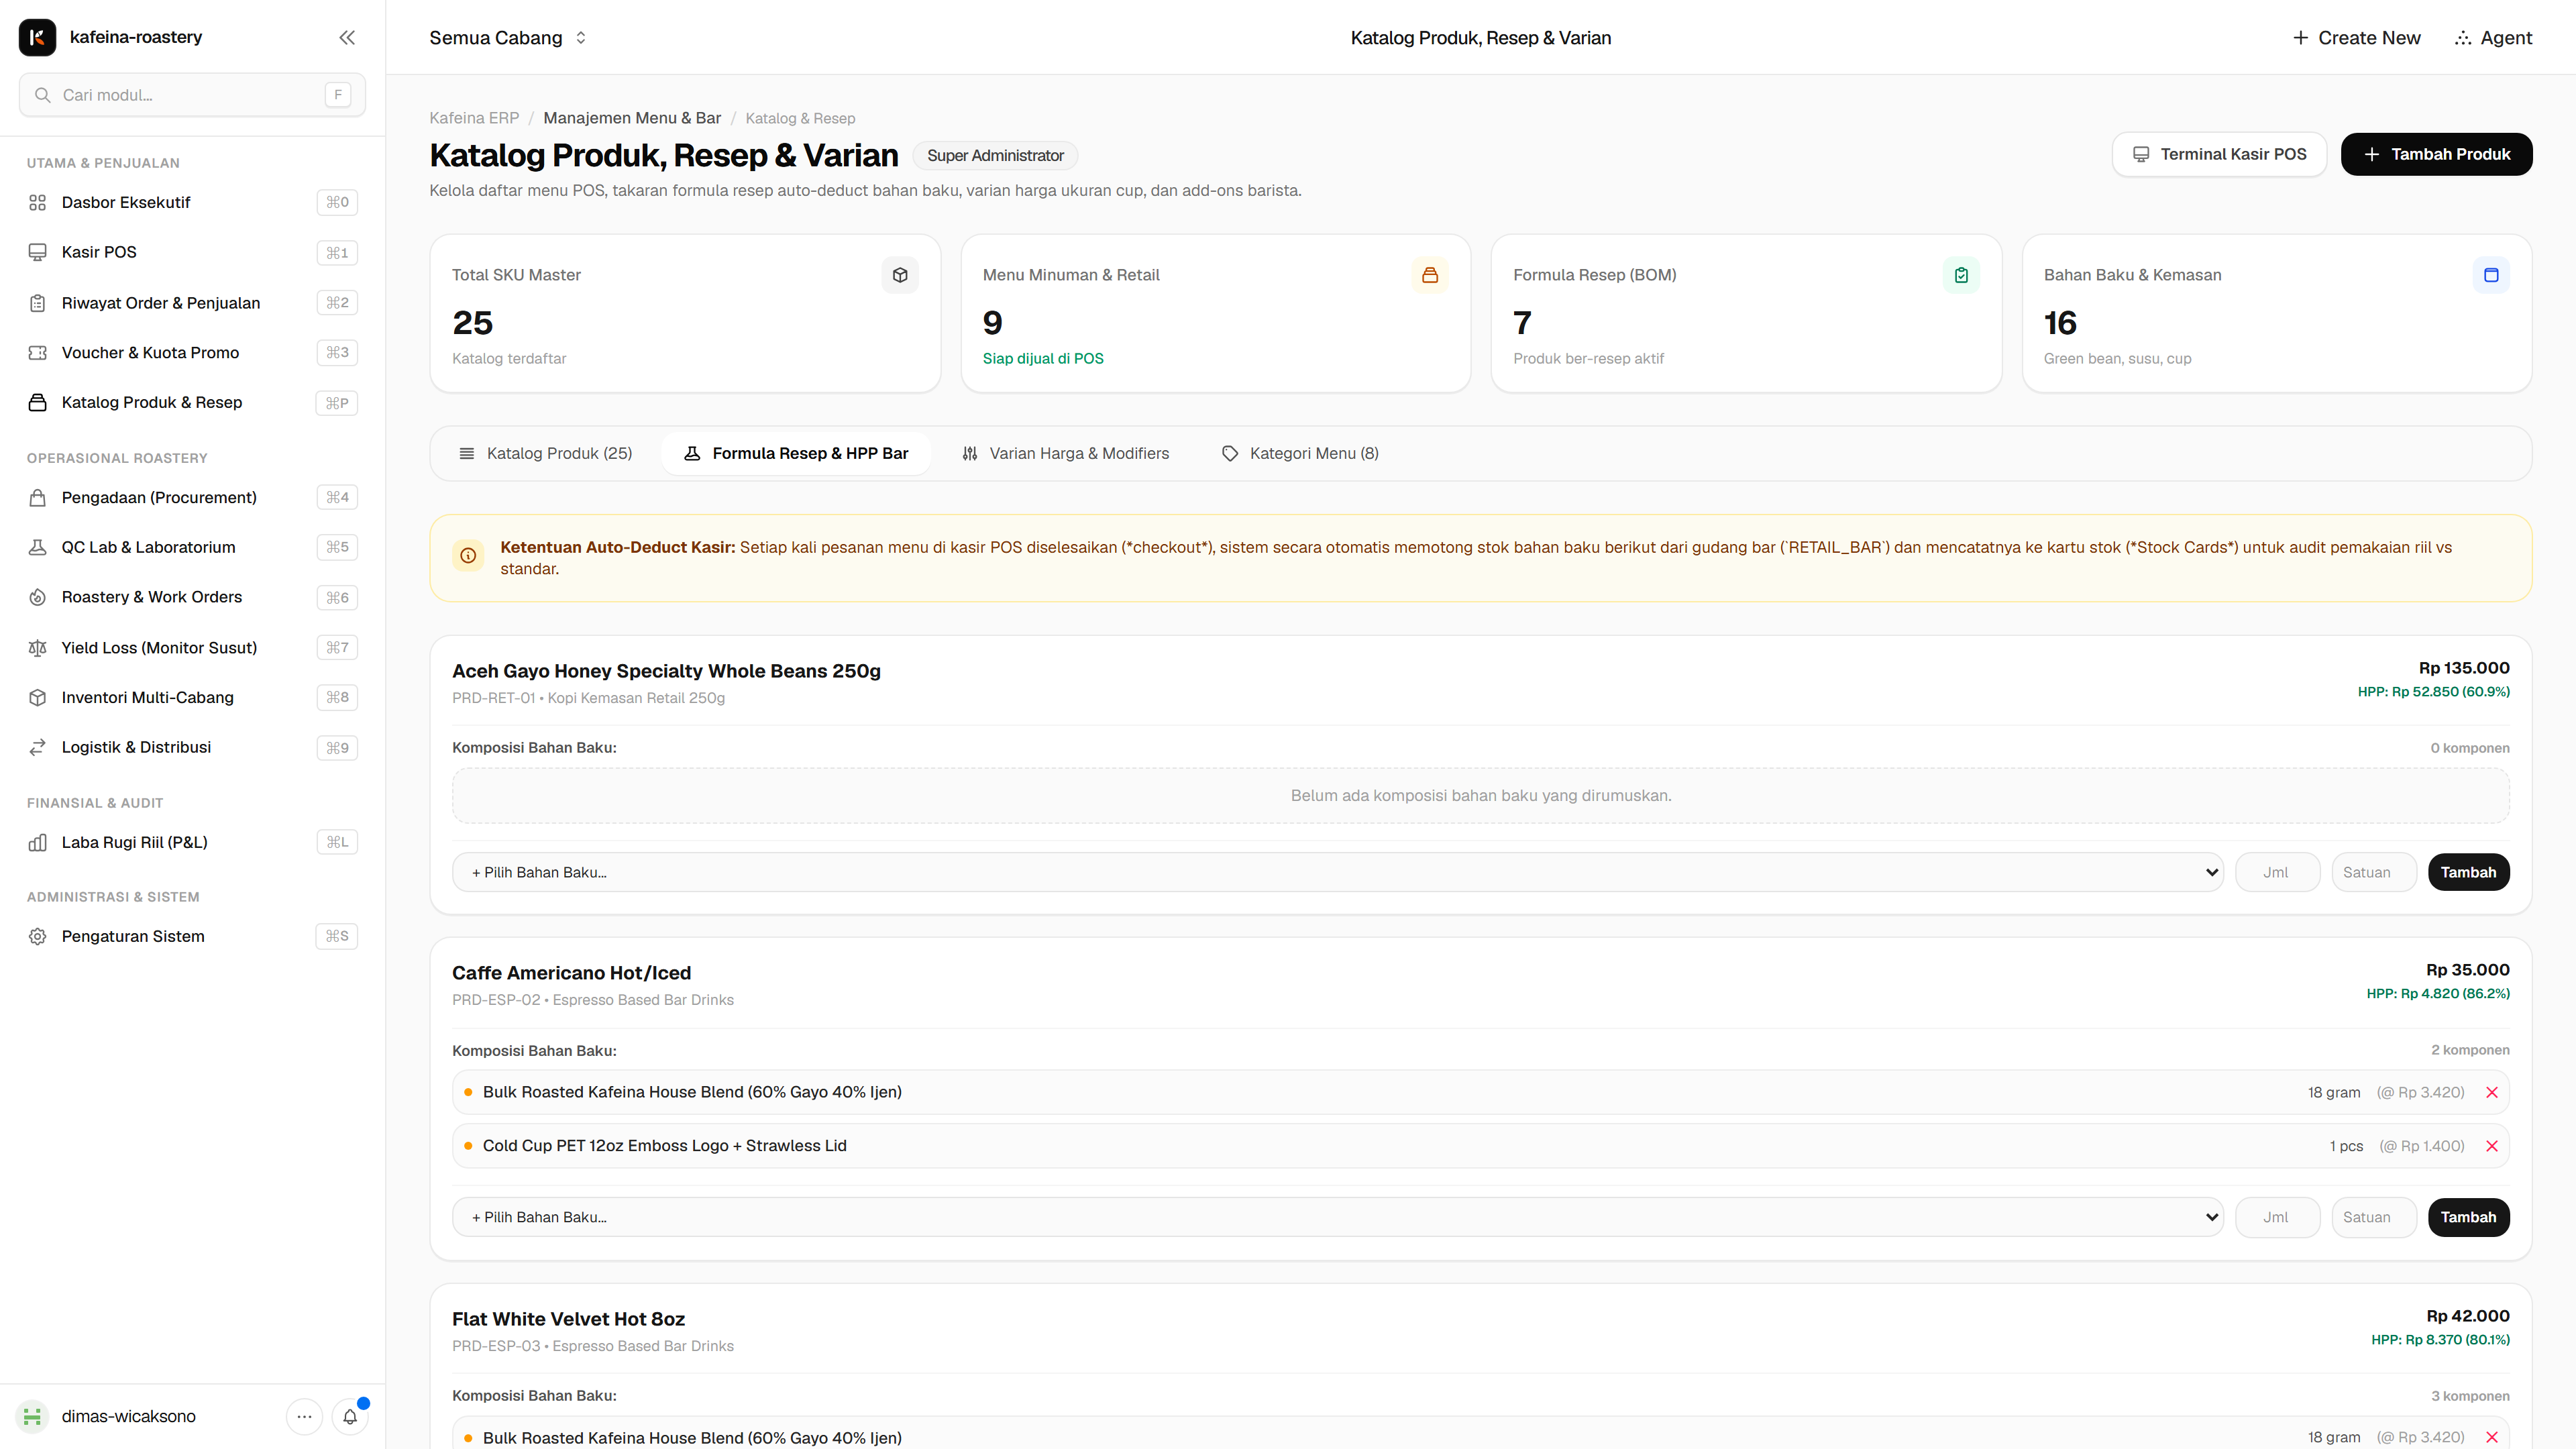 kafeina-roastery
Cari modul...
F
UTAMA & PENJUALAN
Dasbor Eksekutif
⌘0
Kasir POS
⌘1
Riwayat Order & Penjualan
⌘2
Voucher & Kuota Promo
⌘3
Katalog Produk & Resep
⌘P
OPERASIONAL ROASTERY
Pengadaan (Procurement)
⌘4
QC Lab & Laboratorium
⌘5
Roastery & Work Orders
⌘6
Yield Loss (Monitor Susut)
⌘7
Inventori Multi-Cabang
⌘8
Logistik & Distribusi
⌘9
FINANSIAL & AUDIT
Laba Rugi Riil (P&L)
⌘L
ADMINISTRASI & SISTEM
Pengaturan Sistem
⌘S
dimas-wicaksono
Semua Cabang
Katalog Produk, Resep & Varian
Create New
Agent
Kafeina ERP / Manajemen Menu & Bar / Katalog & Resep
Katalog Produk, Resep & Varian
Super Administrator
Kelola daftar menu POS, takaran formula resep auto-deduct bahan baku, varian harga ukuran cup, dan add-ons barista.
Terminal Kasir POS
Tambah Produk
Total SKU Master
25
Katalog terdaftar
Menu Minuman & Retail
9
Siap dijual di POS
Formula Resep (BOM)
7
Produk ber-resep aktif
Bahan Baku & Kemasan
16
Green bean, susu, cup
Katalog Produk (25)
Formula Resep & HPP Bar
Varian Harga & Modifiers
Kategori Menu (8)
Ketentuan Auto-Deduct Kasir: Setiap kali pesanan menu di kasir POS diselesaikan (*checkout*), sistem secara otomatis memotong stok bahan baku berikut dari gudang bar (`RETAIL_BAR`) dan mencatatnya ke kartu stok (*Stock Cards*) untuk audit pemakaian riil vs
standar.
Aceh Gayo Honey Specialty Whole Beans 250g
Rp 135.000
PRD-RET-01 • Kopi Kemasan Retail 250g
HPP: Rp 52.850 (60.9%)
Komposisi Bahan Baku:
0 komponen
Belum ada komposisi bahan baku yang dirumuskan.
+ Pilih Bahan Baku...
Jml
Satuan
Tambah
Caffe Americano Hot/Iced
Rp 35.000
PRD-ESP-02 • Espresso Based Bar Drinks
HPP: Rp 4.820 (86.2%)
Komposisi Bahan Baku:
2 komponen
Bulk Roasted Kafeina House Blend (60% Gayo 40% Ijen)
18 gram
(@ Rp 3.420)
Cold Cup PET 12oz Emboss Logo + Strawless Lid
1 pcs
(@ Rp 1.400)
+ Pilih Bahan Baku...
Jml
Satuan
Tambah
Flat White Velvet Hot 8oz
Rp 42.000
PRD-ESP-03 • Espresso Based Bar Drinks
HPP: Rp 8.370 (80.1%)
Komposisi Bahan Baku:
3 komponen
Bulk Roasted Kafeina House Blend (60% Gayo 40% Ijen)
18 gram
(@ Rp 3.420)